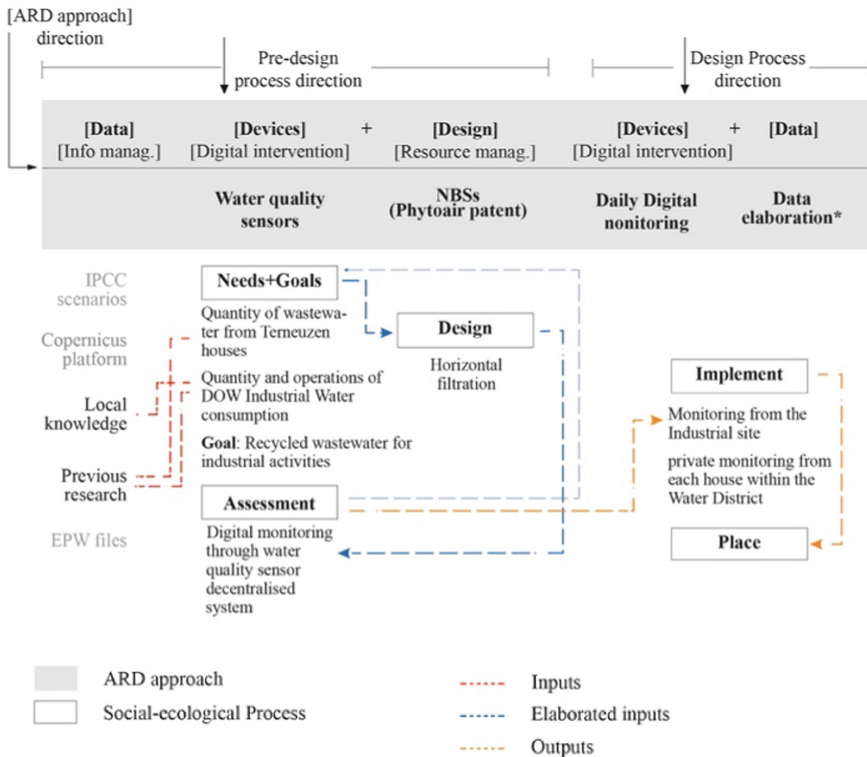 [ARD approach]
direction
Pre-design
process direction
Design Process
direction
[Data]
[Devices]
+
[Design]
[Devices]
+
[Data]
[Info manag.]
[Digital intervention]
[Resource manag.]
[Digital intervention]
Water quality
sensors
NBSs
(Phytoair patent)
Daily Digital
nonitoring
Data
elaboration*
IPCC
scenarios
Copernicus
platform
Local
knowledge
Previous
research
EPW files
Needs+Goals
Quantity of wastewa-
ter from Terneuzen
houses
Quantity and operations of
DOW Industrial Water
consumption
Goal: Recycled wastewater for
industrial activities
Assessment
Digital monitoring
through water
quality sensor
decentralised
system
Design
Horizontal
filtration
Implement
Monitoring from the
Industrial site
private monitoring from
each house within the
Water District
Place
ARD approach
Social-ecological Process
Inputs
Elaborated inputs
Outputs